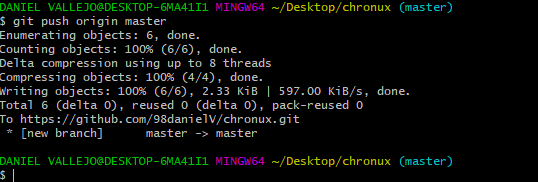 DANIEL VALLEJO@DESKTOP-6MA41I1 MINGW64 ~/Desktop/chronux (master)
$ git push origin master
Enumerating objects: 6, done.
Counting objects: 100% (6/6), done.
Delta compression using up to 8 threads
Compressing objects: 100% (4/4), done.
Writing objects: 100% (6/6), 2.33 KiB | 597.00 KiB/s, done.
Total 6 (delta 0), reused 0 (delta 0), pack-reused 0
To https://github.com/98danielV/chronux.git
 * [new branch]      master -> master

DANIEL VALLEJO@DESKTOP-6MA41I1 MINGW64 ~/Desktop/chronux (master)
$